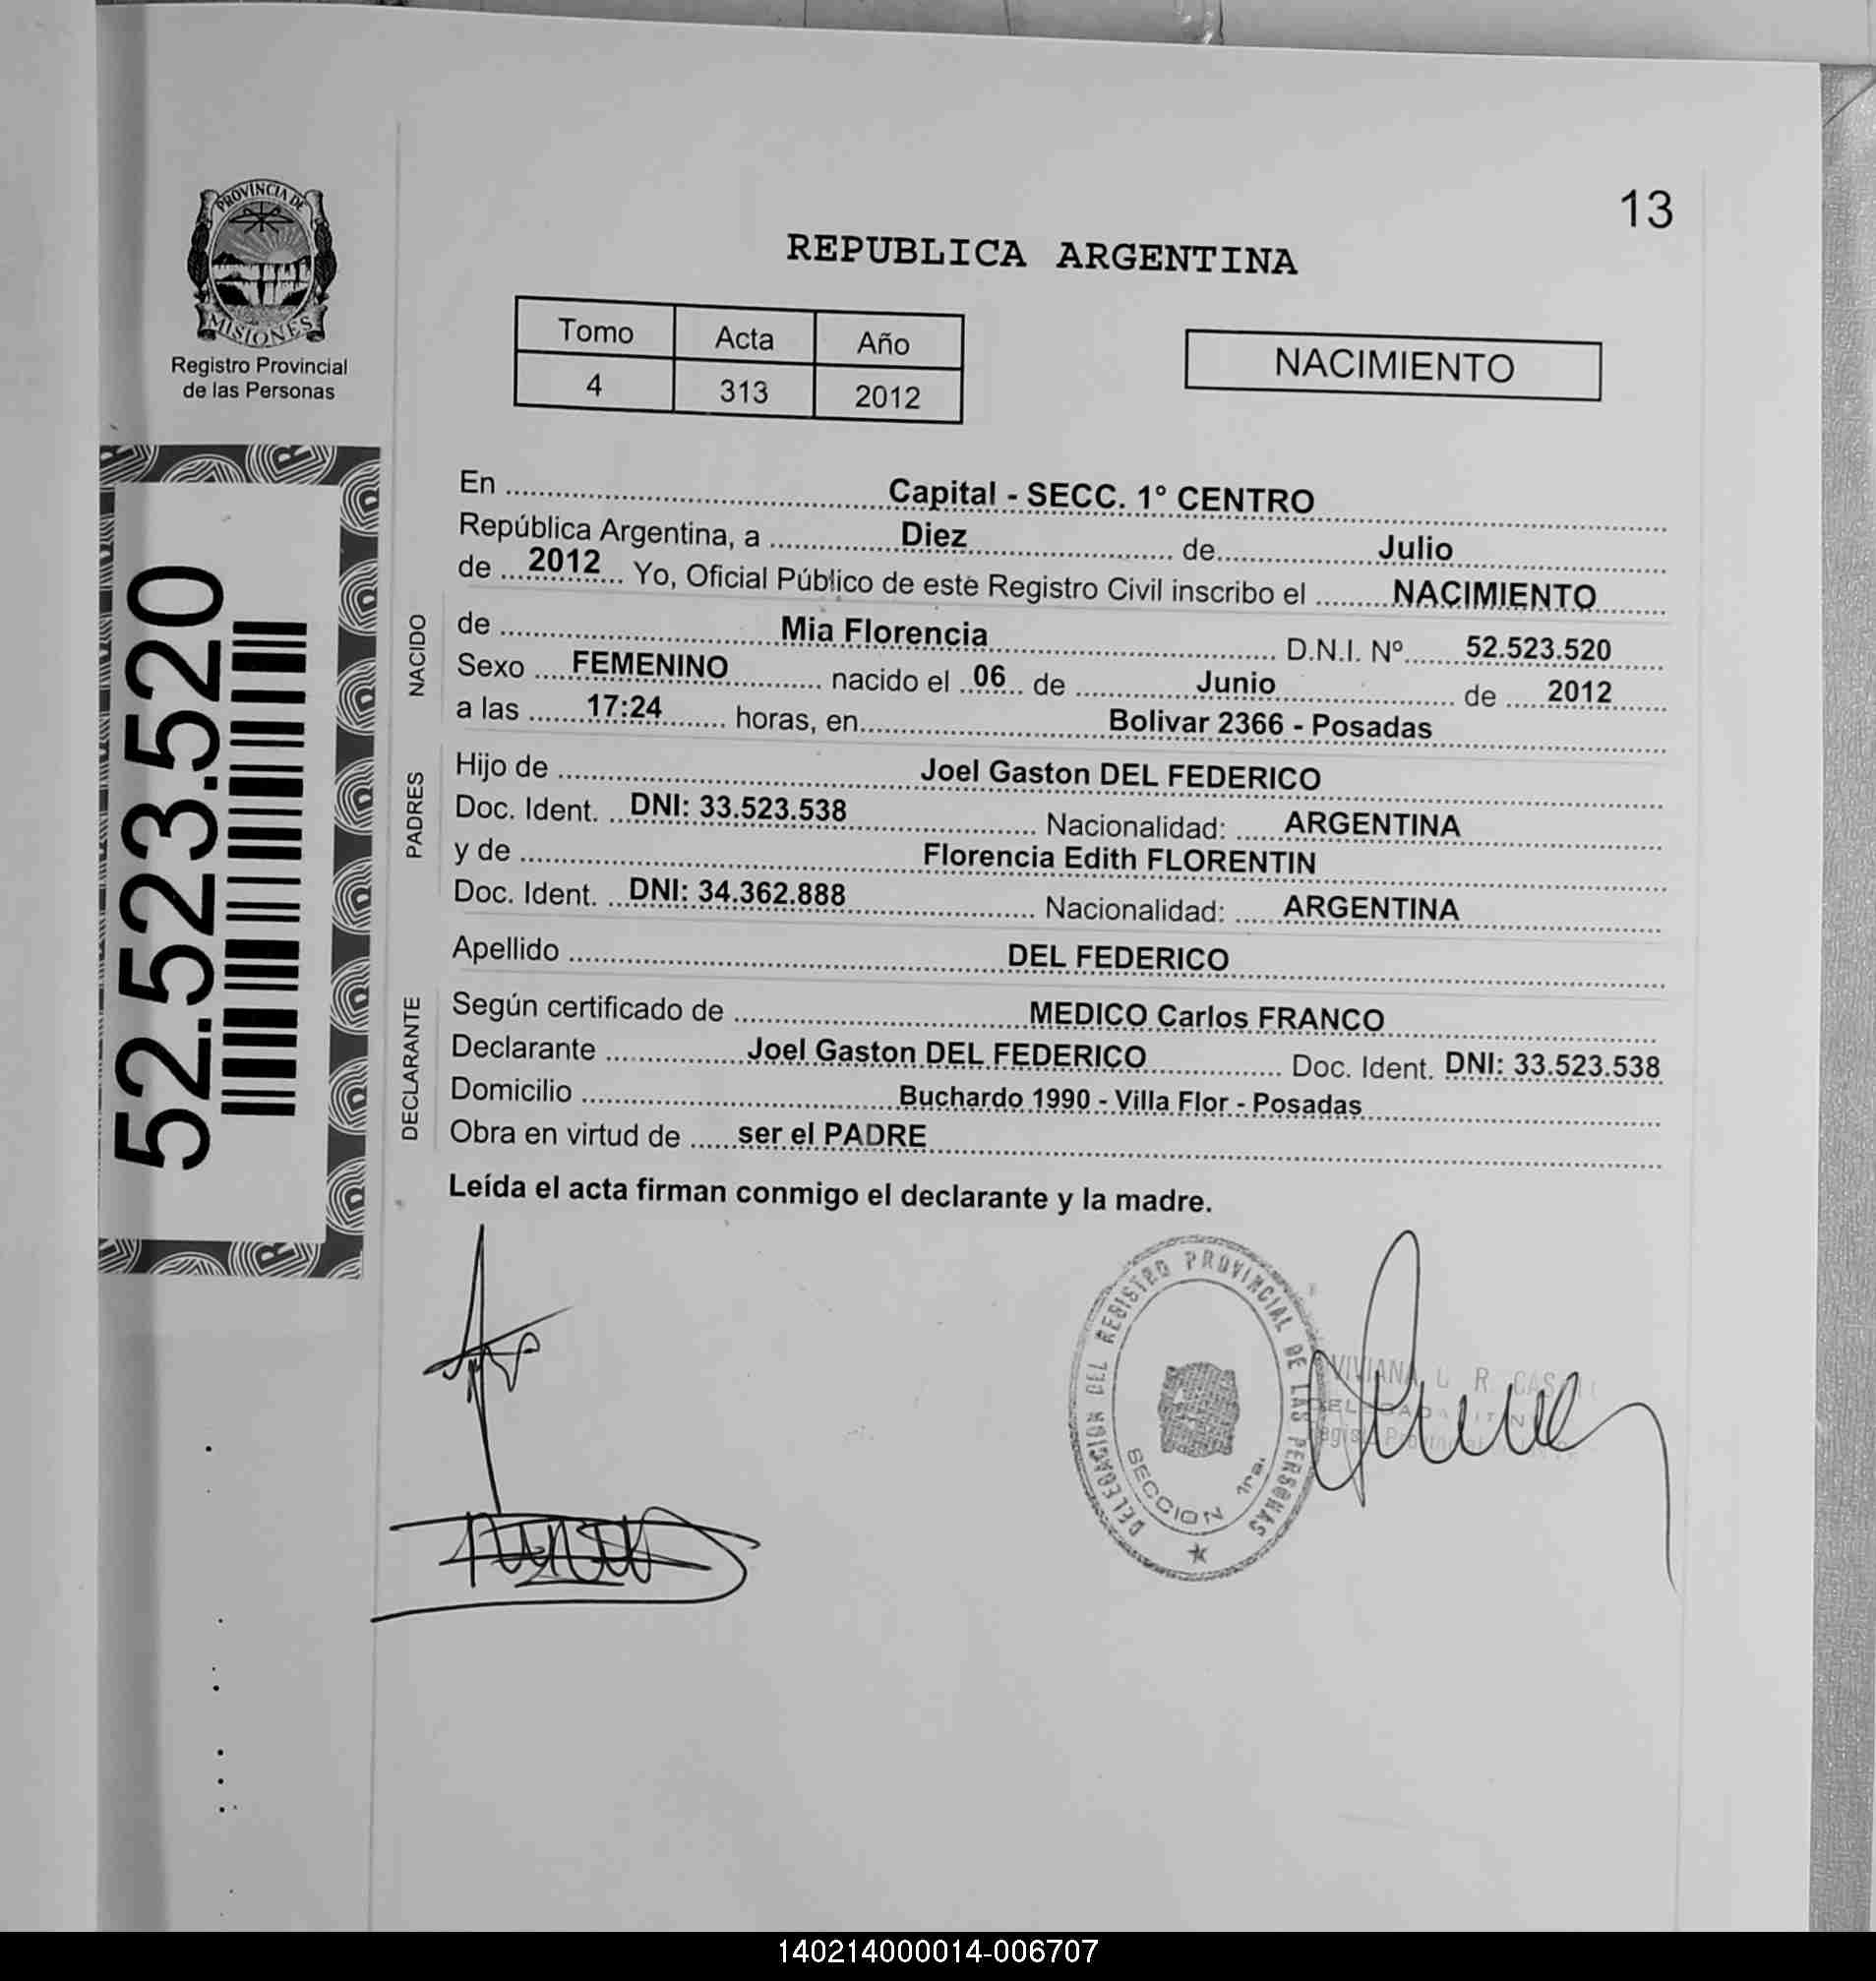 13
PROVINCIA DE
MISIONES
Registro Provincial
de las Personas
REPUBLICA ARGENTINA
Tomo Acta Año
4 313 2012
NACIMIENTO
52.523.520
En Capital - SECC. 1° CENTRO
República Argentina, a Diez de Julio
de 2012 Yo, Oficial Público de este Registro Civil inscribo el NACIMIENTO
NACIDO
de Mia Florencia D.N.I. Nº 52.523.520
Sexo FEMENINO nacido el 06 de Junio de 2012
a las 17:24 horas, en Bolivar 2366 - Posadas
PADRES
Hijo de Joel Gaston DEL FEDERICO
Doc. Ident. DNI: 33.523.538 Nacionalidad: ARGENTINA
y de Florencia Edith FLORENTIN
Doc. Ident. DNI: 34.362.888 Nacionalidad: ARGENTINA
Apellido DEL FEDERICO
DECLARANTE
Según certificado de MEDICO Carlos FRANCO
Declarante Joel Gaston DEL FEDERICO Doc. Ident. DNI: 33.523.538
Domicilio Buchardo 1990 - Villa Flor - Posadas
Obra en virtud de ser el PADRE
Leída el acta firman conmigo el declarante y la madre.
DELEGACION DEL REGISTRO PROVINCIAL DE LAS PERSONAS
SECCION 1ra.
VIVIANA R.
140214000014-006707